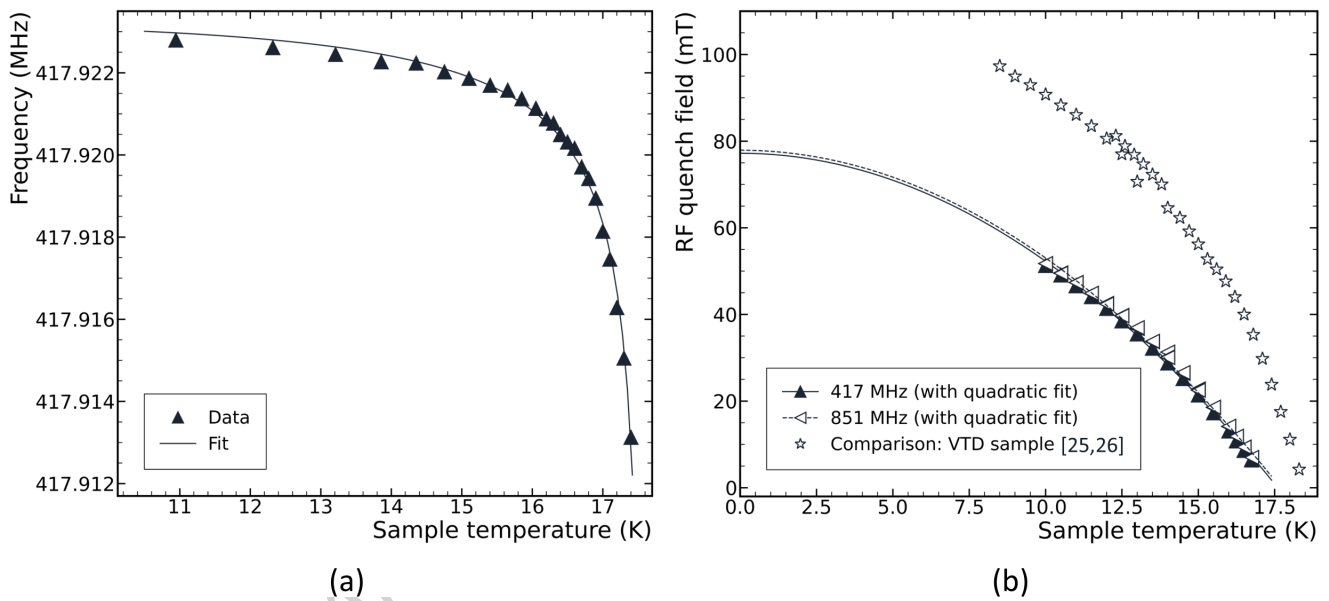 Frequency (MHz)
417.922
417.920
417.918
417.916
417.914
417.912
Data
Fit
11 12 13 14 15 16 17
Sample temperature (K)
(a)
RF quench field (mT)
100
80
60
40
20
0
417 MHz (with quadratic fit)
851 MHz (with quadratic fit)
Comparison: VTD sample [25,26]
0.0 2.5 5.0 7.5 10.0 12.5 15.0 17.5
Sample temperature (K)
(b)